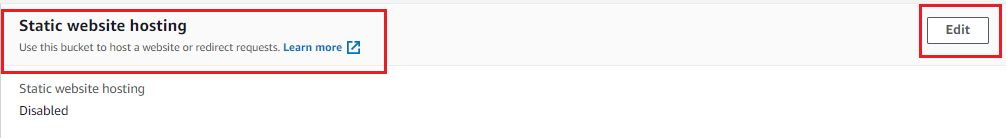 Static website hosting
Edit
Use this bucket to host a website or redirect requests. Learn more
Static website hosting
Disabled